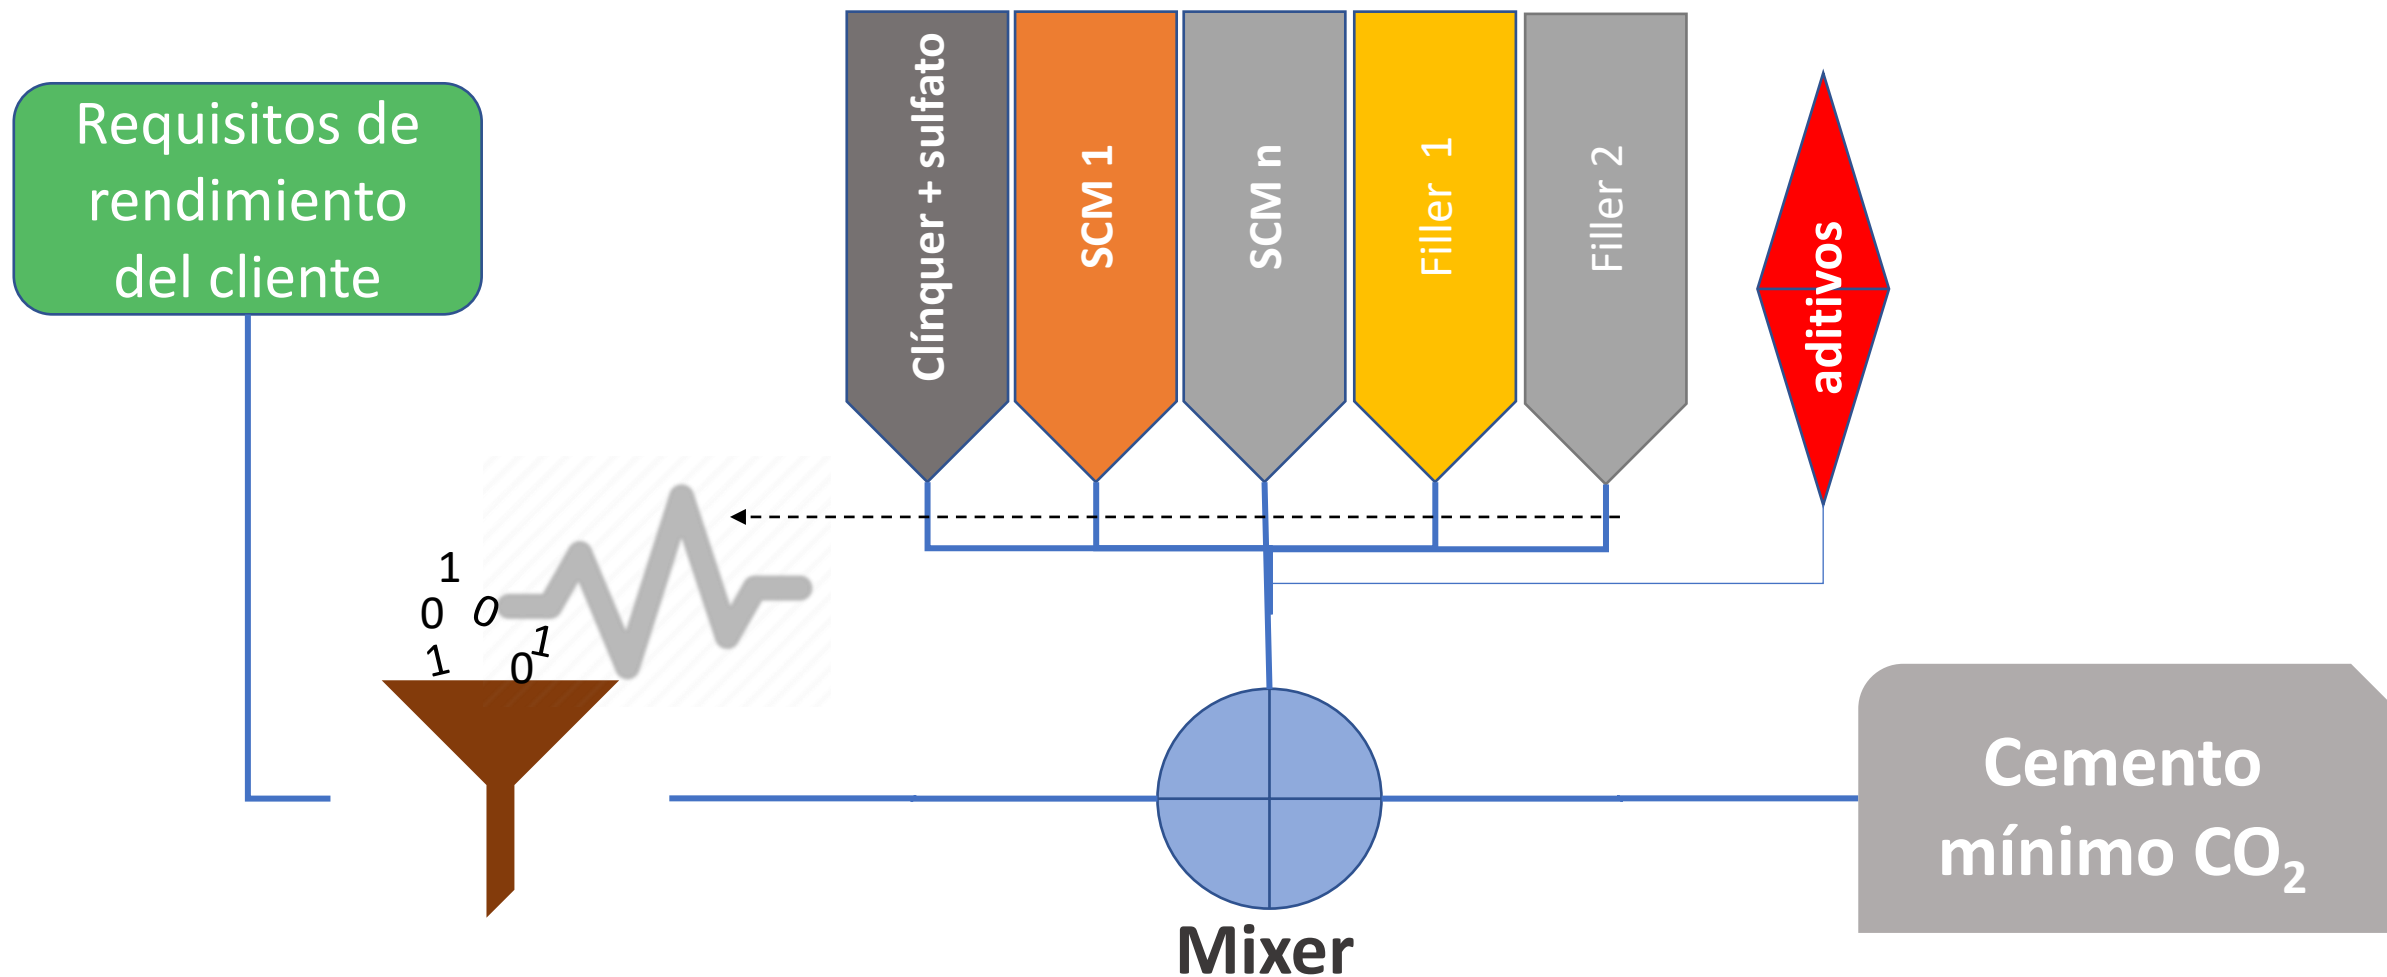 Requisitos de
rendimiento
del cliente
Clínquer + sulfato
SCM 1
SCM n
Filler 1
Filler 2
aditivos
1
0 0
1 1
0
Mixer
Cemento
mínimo CO₂